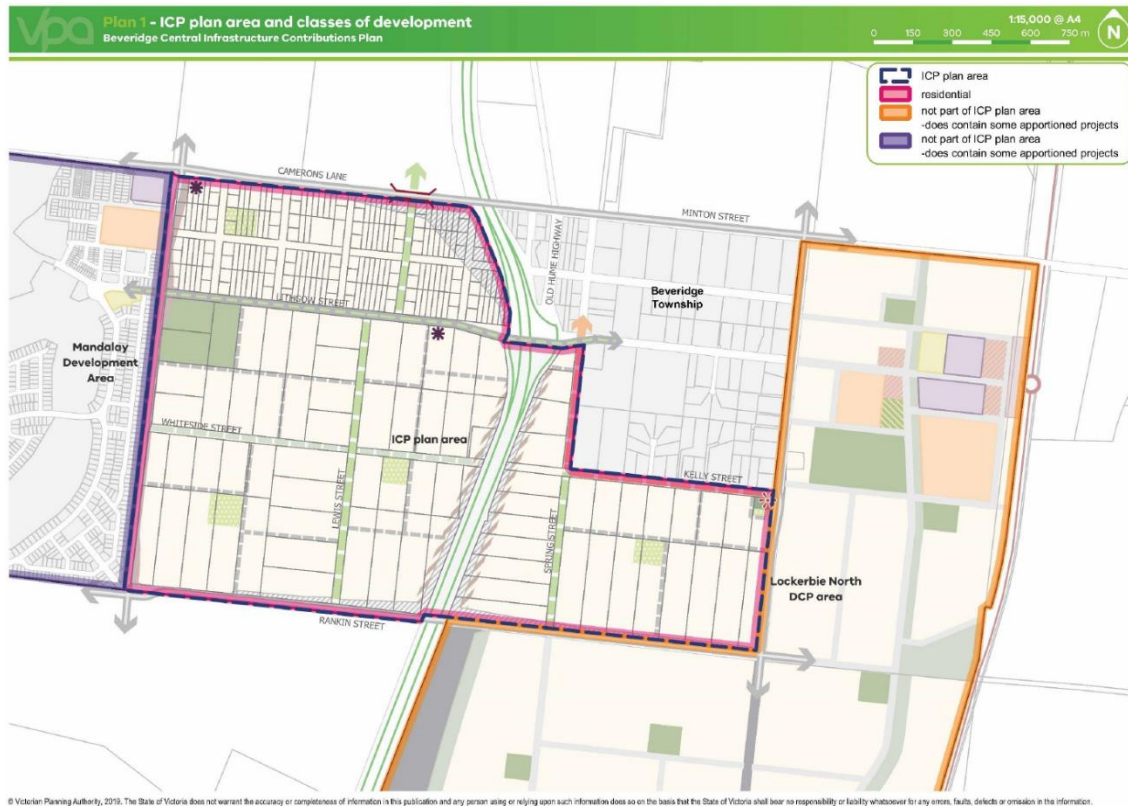 vpa
Plan 1 - ICP plan area and classes of development
Beveridge Central Infrastructure Contributions Plan
1:15,000 @ A4
0 150 300 450 600 750 m
N
ICP plan area
residential
not part of ICP plan area
-does contain some apportioned projects
not part of ICP plan area
-does contain some apportioned projects
CAMERONS LANE
MINTON STREET
OLD HUME HIGHWAY
Beveridge
Township
LITHGOW STREET
Mandalay
Development
Area
WHITESIDE STREET
ICP plan area
LEWIS STREET
KELLY STREET
SPRING STREET
Lockerbie North
DCP area
RANKIN STREET
© Victorian Planning Authority, 2019. The State of Victoria does not warrant the accuracy or completeness of information in this publication and any person using or relying upon such information does so on the basis that the State of Victoria shall bear no responsibility or liability whatsoever for any errors, faults, defects or omission in the information.